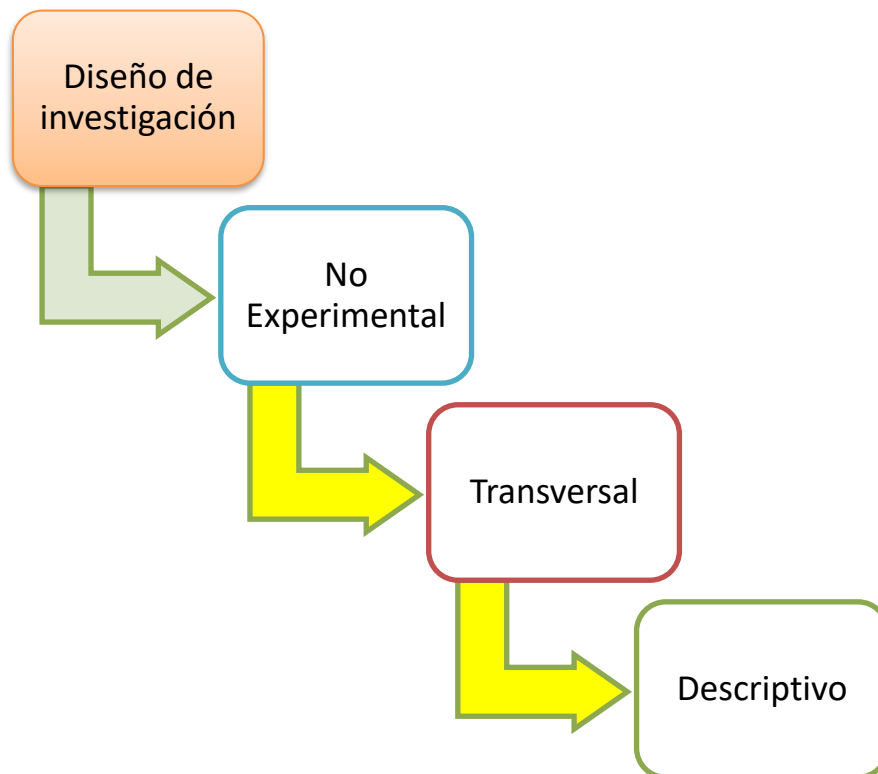 Diseño de
investigación
No
Experimental
Transversal
Descriptivo